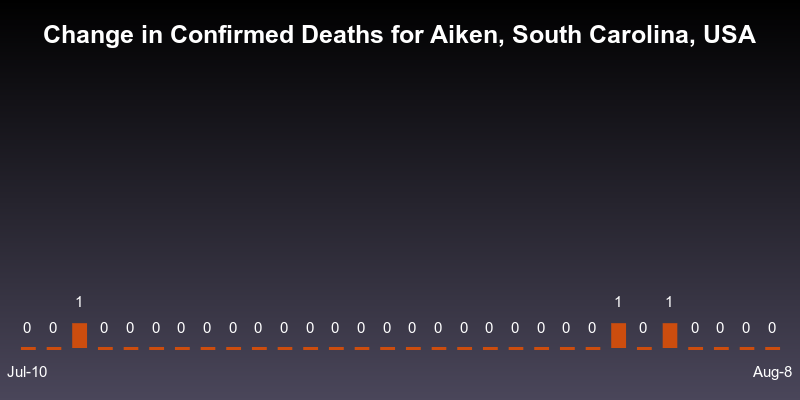 Change in Confirmed Deaths for Aiken, South Carolina, USA
1 1 1
0 0 0 0 0 0 0 0 0 0 0 0 0 0 0 0 0 0 0 0 0 0 0 0 0 0 0
Jul-10 Aug-8